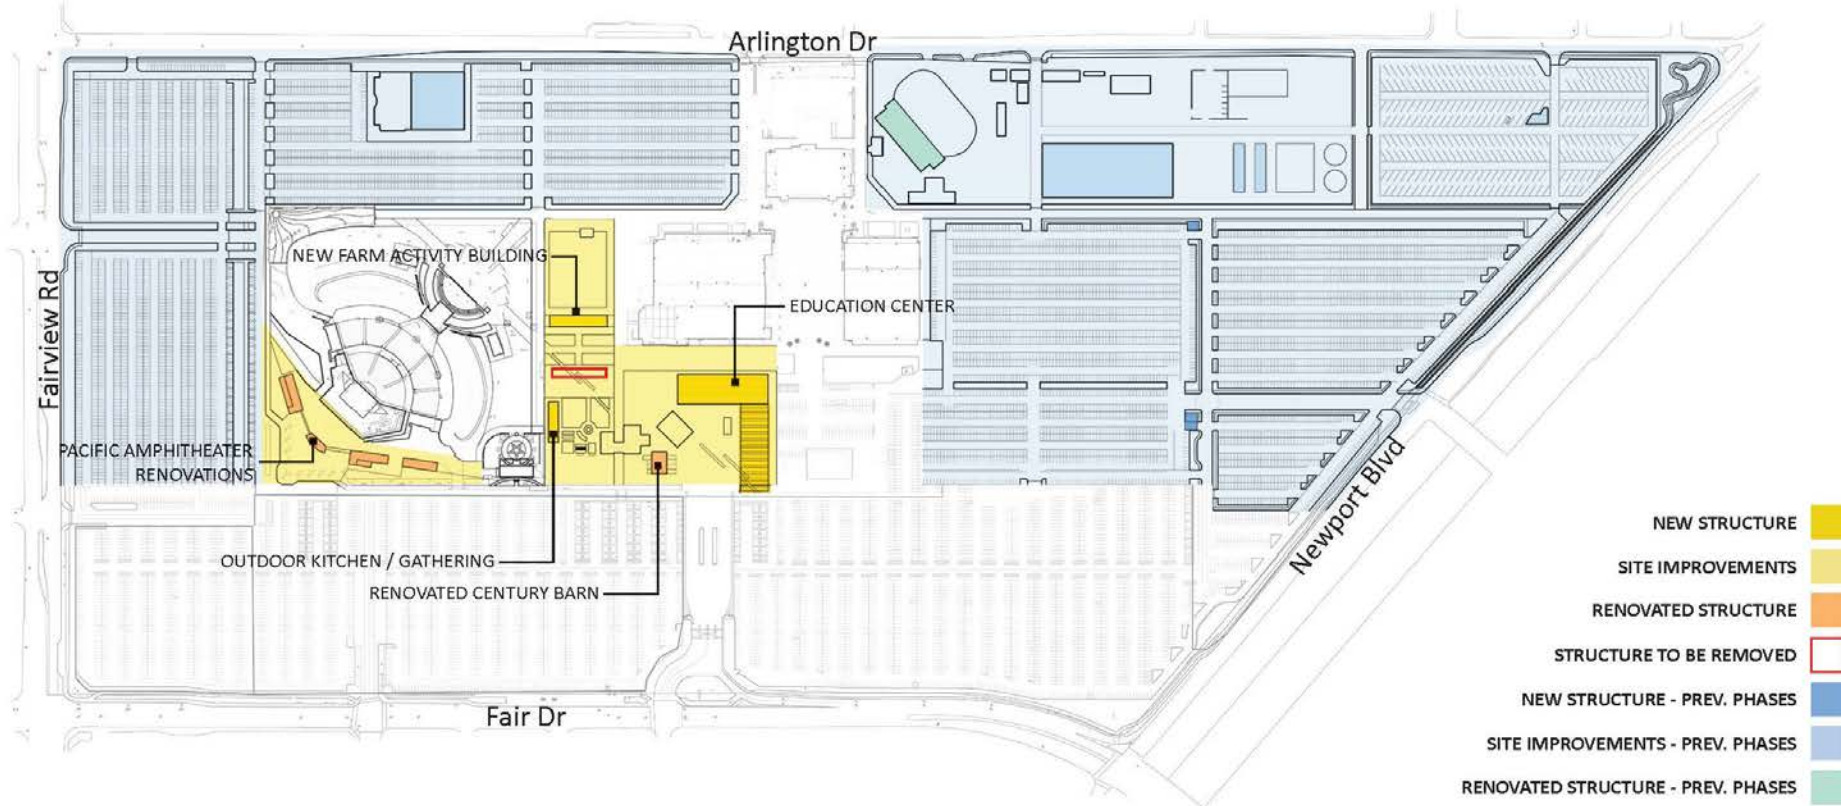 Arlington Dr
NEW FARM ACTIVITY BUILDING
EDUCATION CENTER
Fairview Rd
PACIFIC AMPHITHEATER
RENOVATIONS
Newport Blvd
OUTDOOR KITCHEN / GATHERING
RENOVATED CENTURY BARN
Fair Dr
NEW STRUCTURE
SITE IMPROVEMENTS
RENOVATED STRUCTURE
STRUCTURE TO BE REMOVED
NEW STRUCTURE - PREV. PHASES
SITE IMPROVEMENTS - PREV. PHASES
RENOVATED STRUCTURE - PREV. PHASES